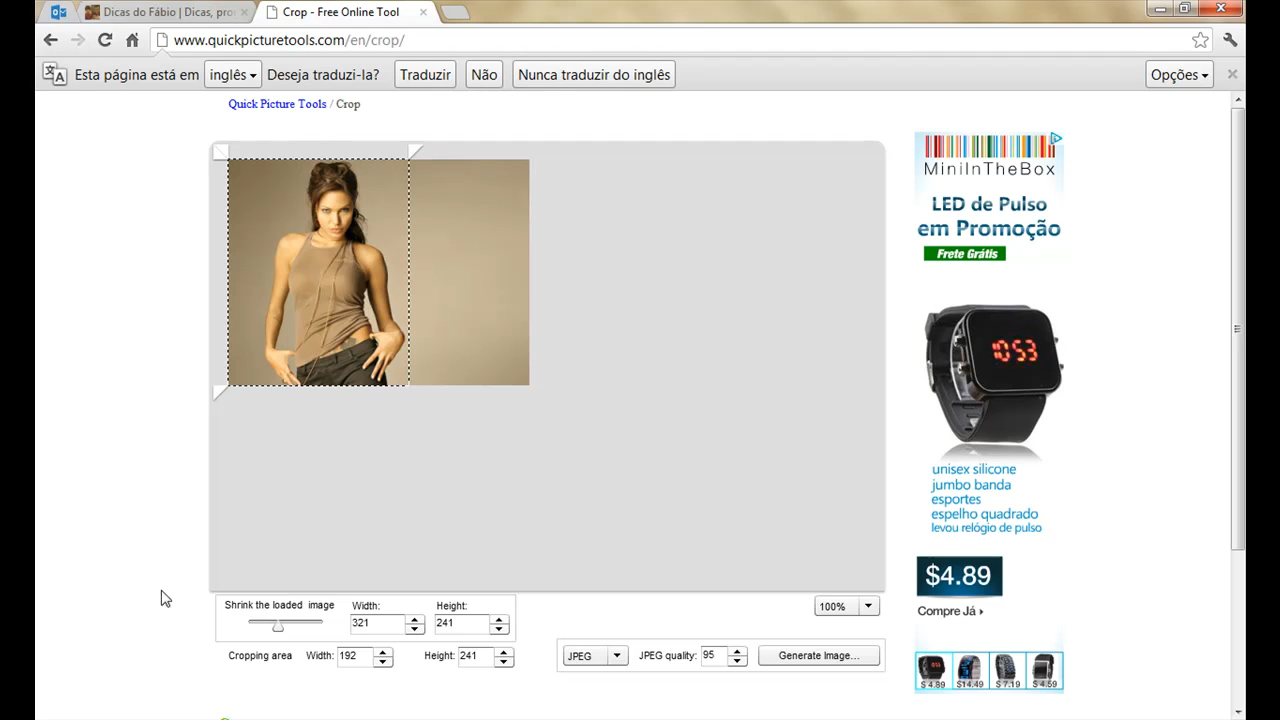 Dicas do Fábio | Dicas, pro
Crop - Free Online Tool
www.quickpicturetools.com/en/crop/
Esta página está em inglês Deseja traduzi-la? Traduzir Não Nunca traduzir do inglês Opções
Quick Picture Tools / Crop
MiniInTheBox
LED de Pulso
em Promoção
Frete Grátis
10:53
unisex silicone
jumbo banda
esportes
espelho quadrado
levou relógio de pulso
$4.89
Compre Já
$ 4.89 $14.49 $ 7.19 $ 4.59
Shrink the loaded image
Width:
321
Height:
241
100%
Cropping area Width: 192 Height: 241
JPEG JPEG quality: 95 Generate Image...